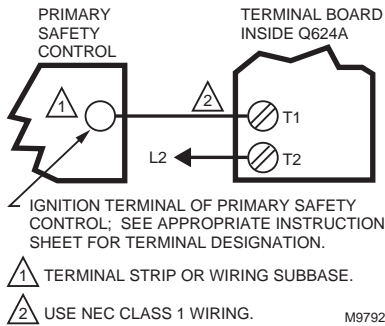 PRIMARY
SAFETY
CONTROL
TERMINAL BOARD
INSIDE Q624A
1
2
T1
L2
T2
IGNITION TERMINAL OF PRIMARY SAFETY
CONTROL; SEE APPROPRIATE INSTRUCTION
SHEET FOR TERMINAL DESIGNATION.
1 TERMINAL STRIP OR WIRING SUBBASE.
2 USE NEC CLASS 1 WIRING.
M9792